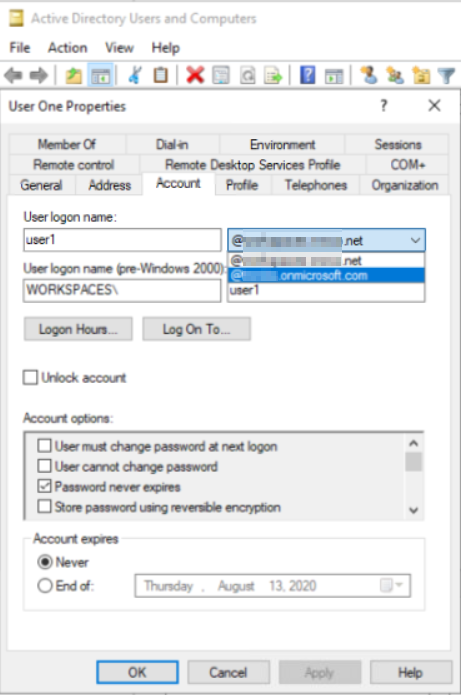 Active Directory Users and Computers
File Action View Help
User One Properties ? ×
Member Of Dial-in Environment Sessions
Remote control Remote Desktop Services Profile COM+
General Address Account Profile Telephones Organization
User logon name:
user1 @ .net
@ .net
User logon name (pre-Windows 2000): @ .onmicrosoft.com
WORKSPACES\ user1
Logon Hours... Log On To...
Unlock account
Account options:
User must change password at next logon
User cannot change password
Password never expires
Store password using reversible encryption
Account expires
Never
End of: Thursday , August 13, 2020
OK Cancel Apply Help